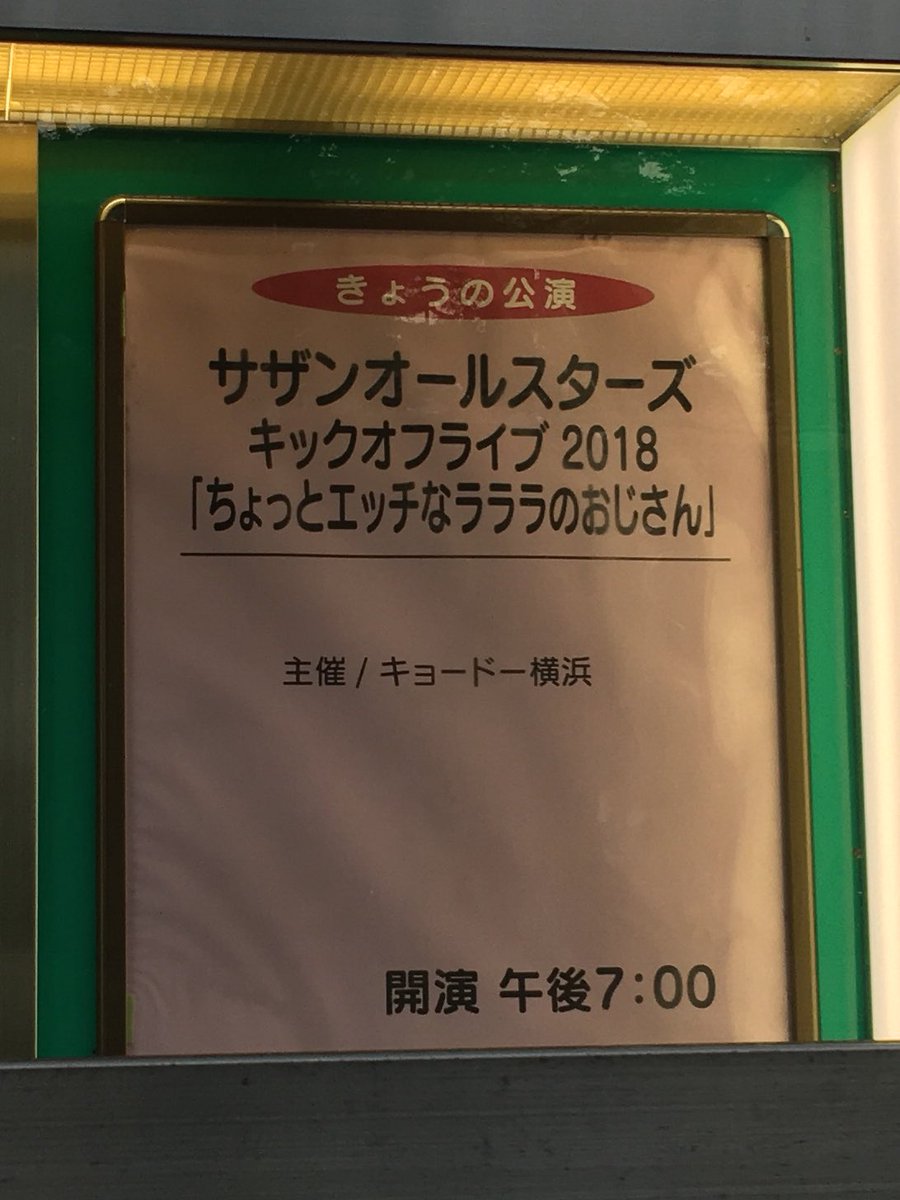 きょうの公演
サザンオールスターズ
キックオフライブ 2018
「ちょっとエッチなラララのおじさん」
主催 / キョードー横浜
開演 午後7:00